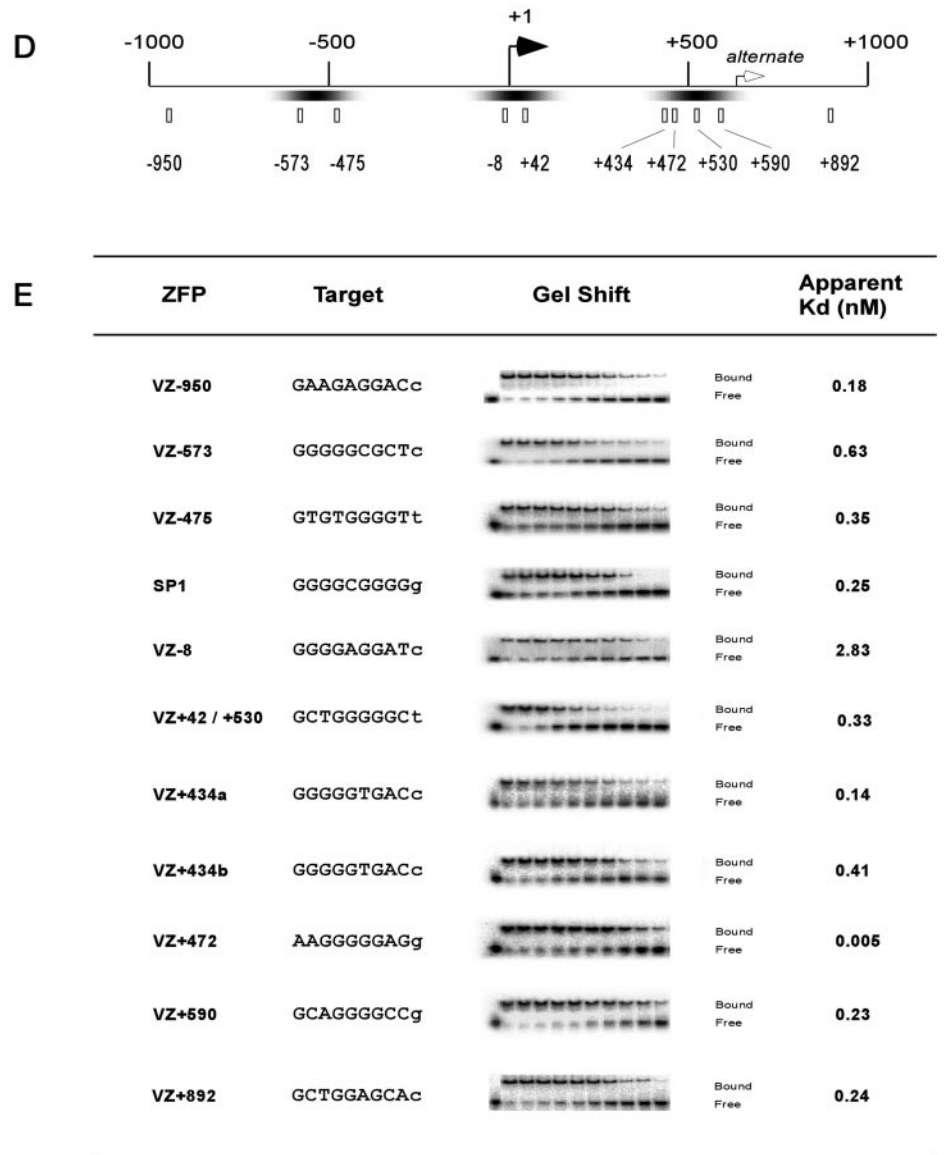 D
+1
-1000 -500 +500 +1000
alternate
-950 -573 -475 -8 +42 +434 +472 +530 +590 +892
E
ZFP Target Gel Shift Apparent Kd (nM)
VZ-950 GAAGAGGACc Bound Free 0.18
VZ-573 GGGGGCGCTc Bound Free 0.63
VZ-475 GTGTGGGGTt Bound Free 0.35
SP1 GGGGCGGGGg Bound Free 0.25
VZ-8 GGGGAGGATc Bound Free 2.83
VZ+42 / +530 GCTGGGGGCt Bound Free 0.33
VZ+434a GGGGGTGACc Bound Free 0.14
VZ+434b GGGGGTGACc Bound Free 0.41
VZ+472 AAGGGGGAGg Bound Free 0.005
VZ+590 GCAGGGGCCg Bound Free 0.23
VZ+892 GCTGGAGCAc Bound Free 0.24